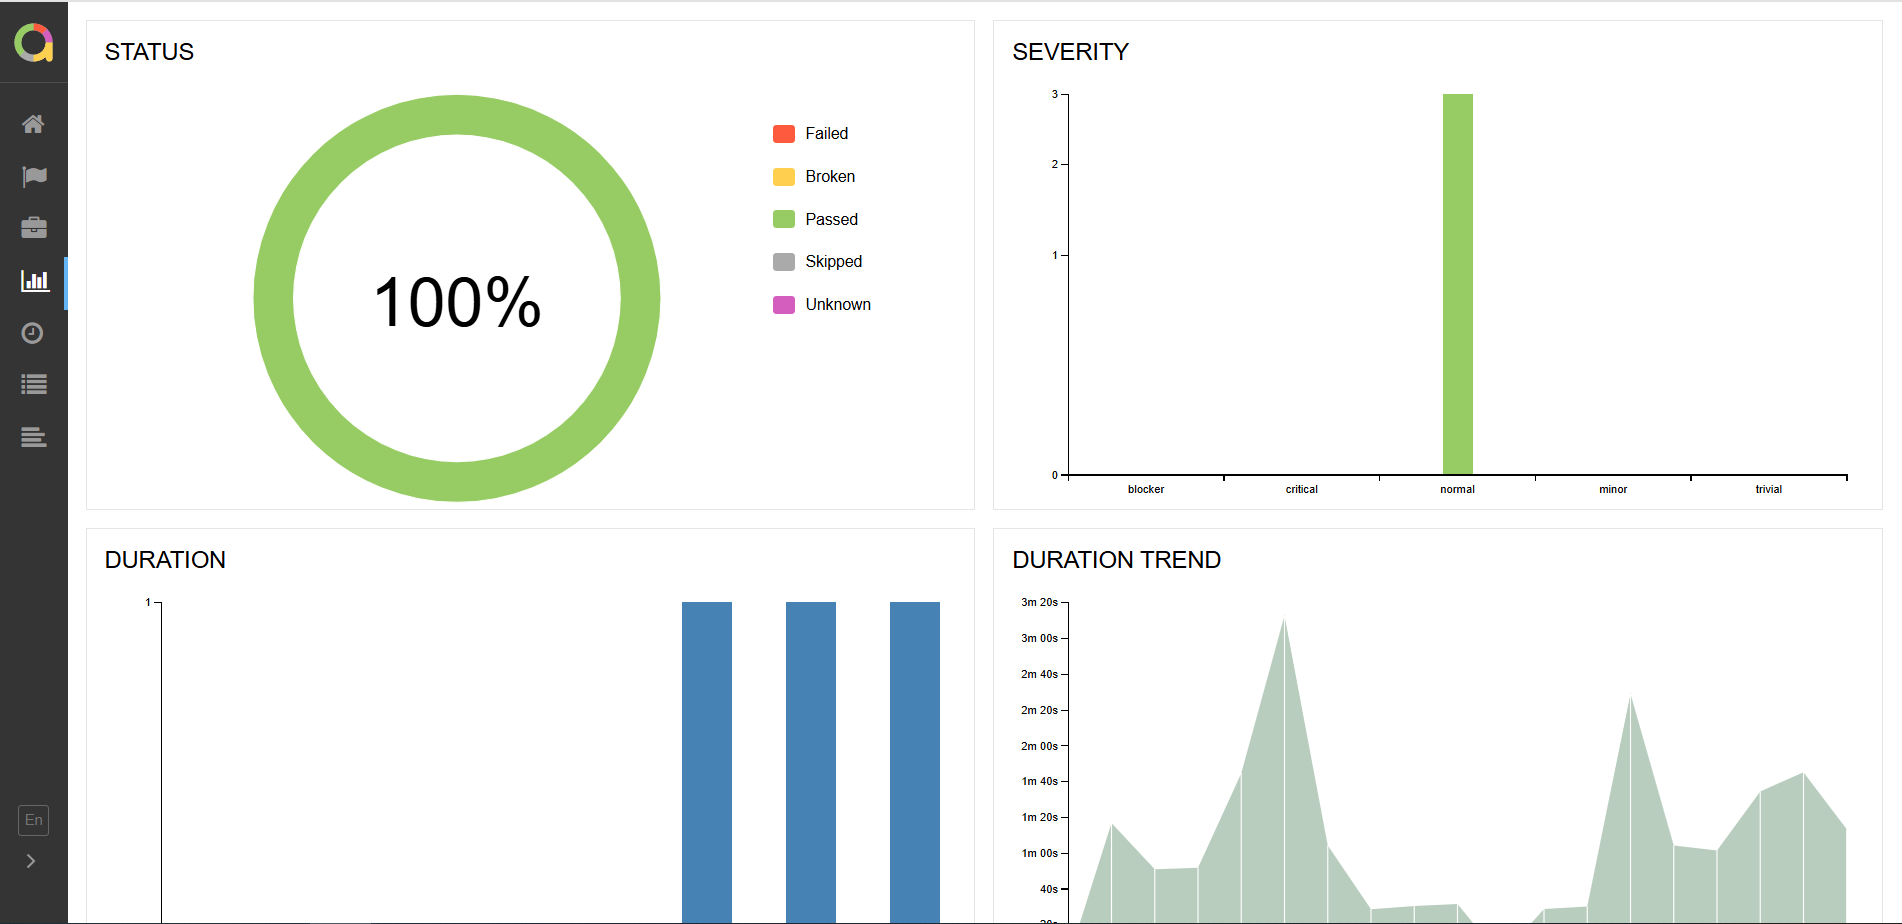 STATUS
100%
Failed
Broken
Passed
Skipped
Unknown
SEVERITY
3
2
1
0
blocker critical normal minor trivial
DURATION
1
DURATION TREND
3m 20s
3m 00s
2m 40s
2m 20s
2m 00s
1m 40s
1m 20s
1m 00s
40s
En